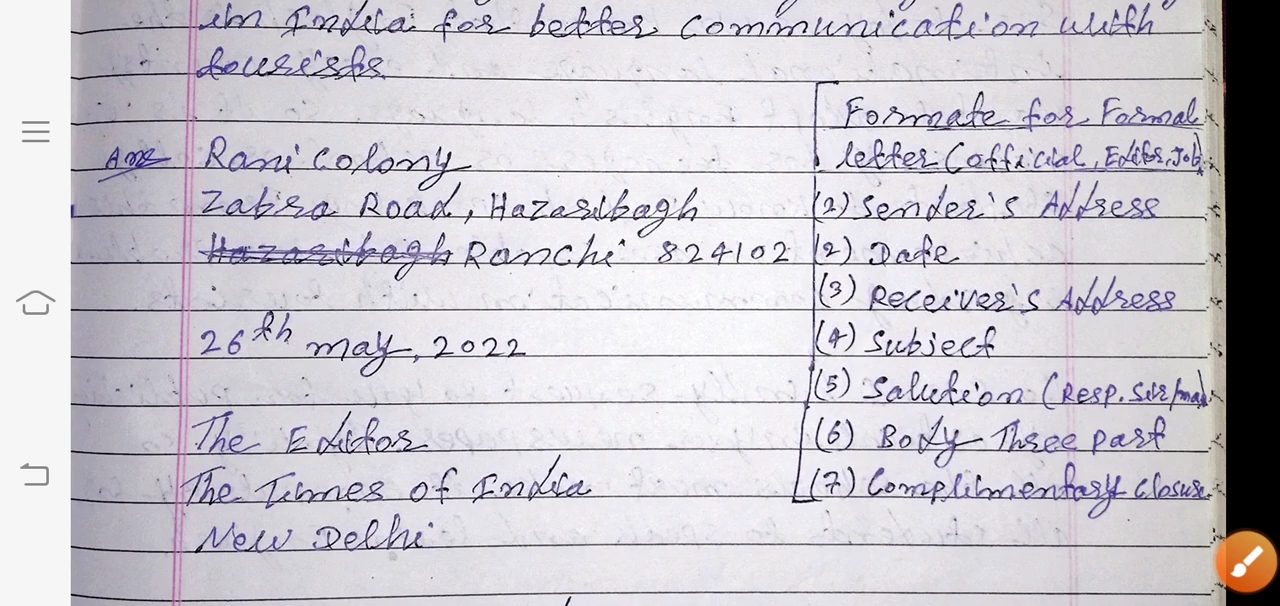 in India for better communication with
tourists.
Ans Rani Colony
Zabra Road, Hazaribagh
Hazaribagh Ranchi 824102
26th may, 2022
The Editor
The Times of India
New Delhi
Formate for Formal
letter (official, Editor, Job)
(1) Sender's Address
(2) Date
(3) Receiver's Address
(4) Subject
(5) Salution (Resp. Sir/mad
(6) Body Three part
(7) Complimentary closure